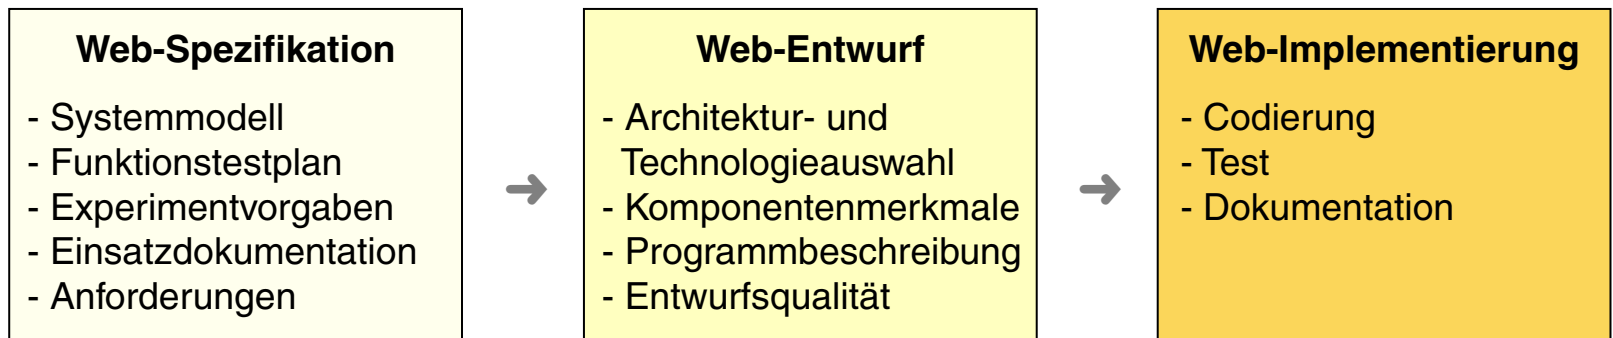 Web-Spezifikation
- Systemmodell
- Funktionstestplan
- Experimentvorgaben
- Einsatzdokumentation
- Anforderungen
Web-Entwurf
- Architektur- und
Technologieauswahl
- Komponentenmerkmale
- Programmbeschreibung
- Entwurfsqualität
Web-Implementierung
- Codierung
- Test
- Dokumentation